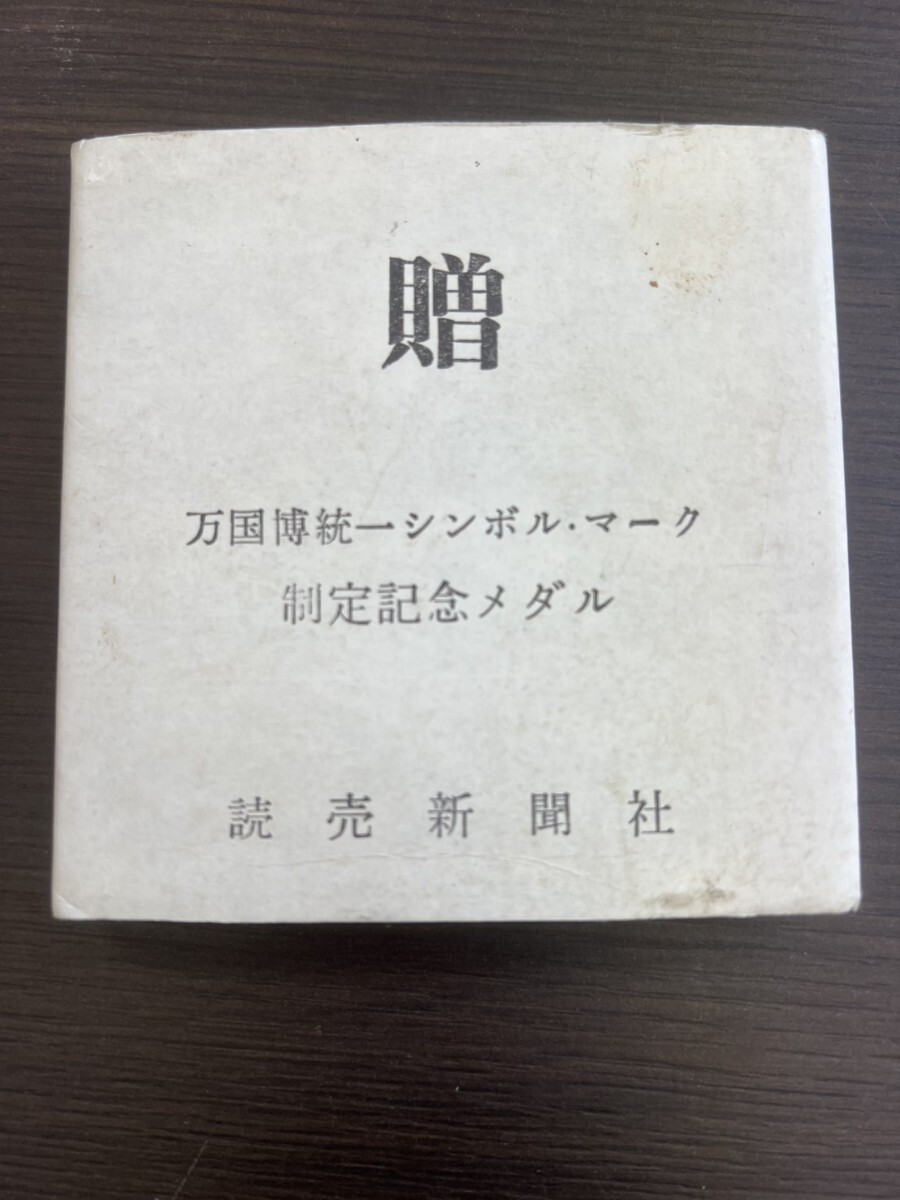 贈
万国博統一シンボル・マーク
制定記念メダル
読売新聞社